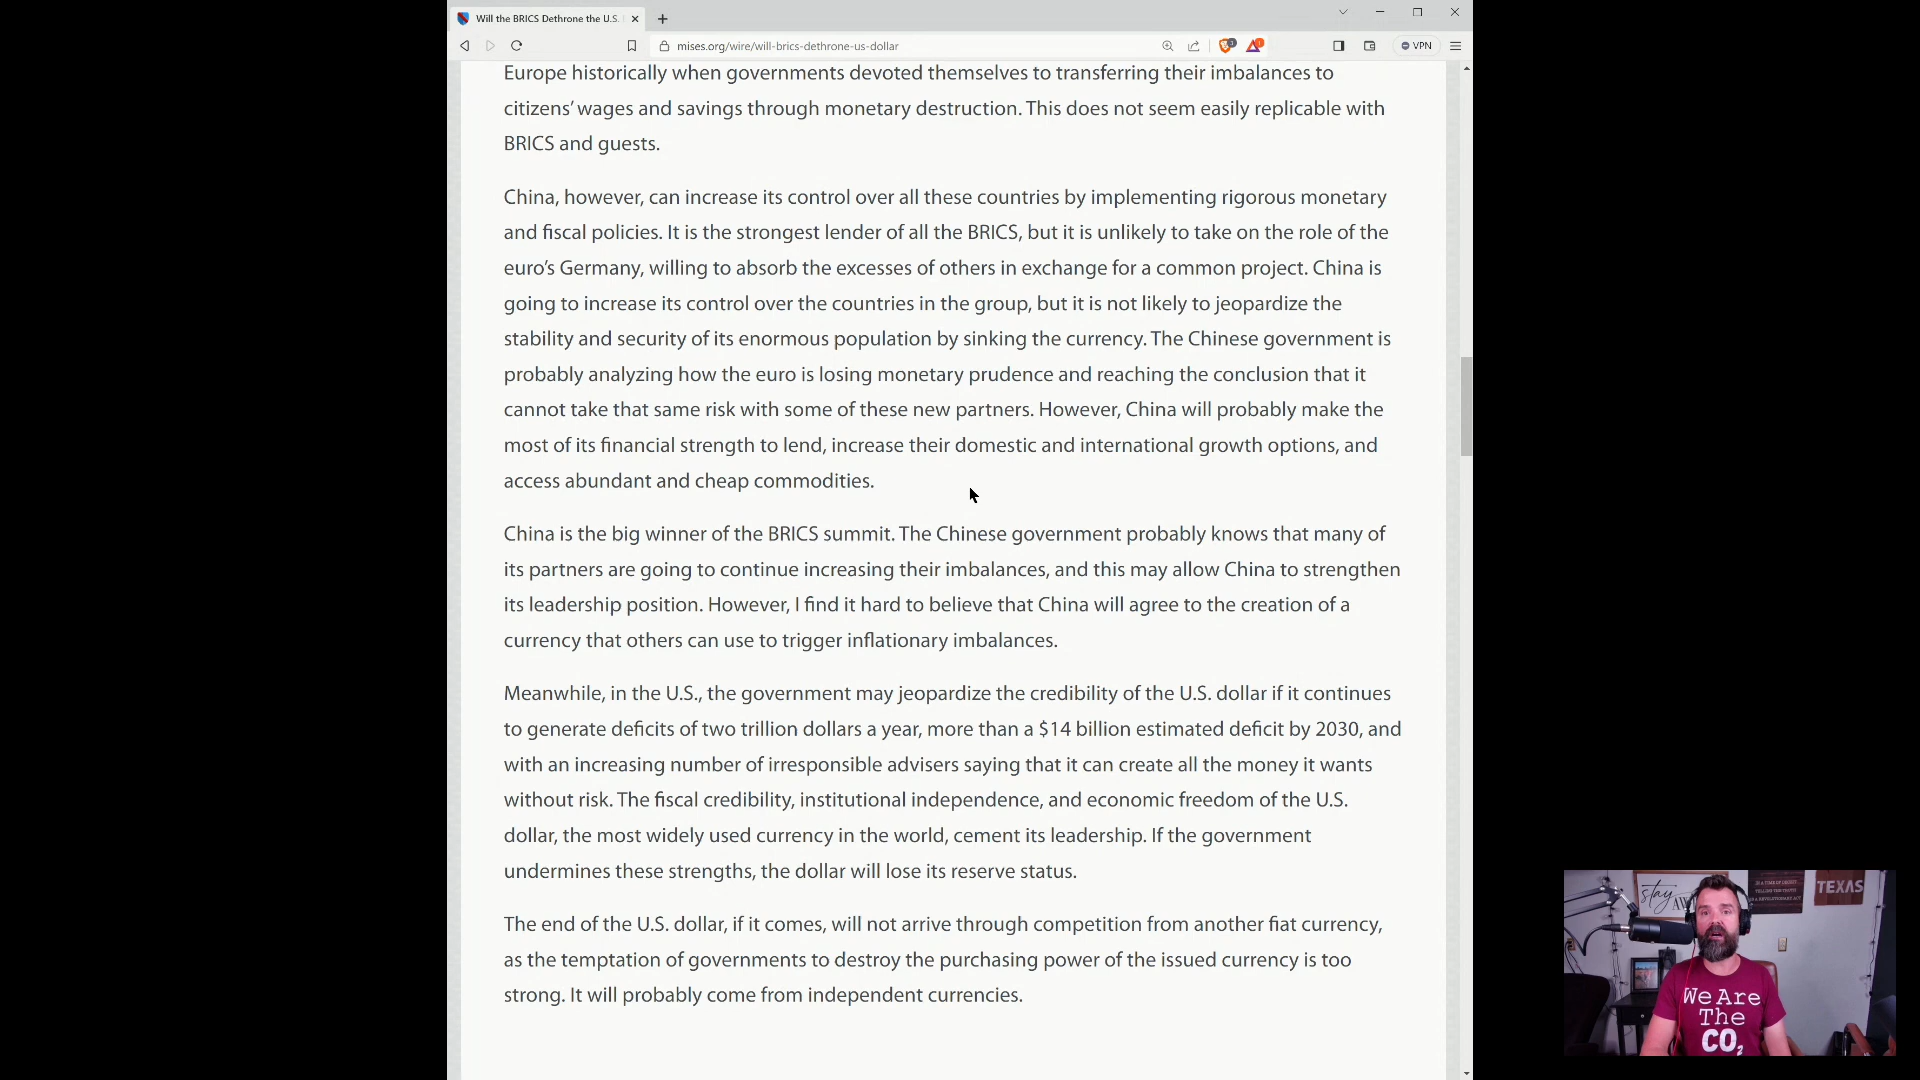 Will the BRICS Dethrone the U.S.
mises.org/wire/will-brics-dethrone-us-dollar
VPN
Europe historically when governments devoted themselves to transferring their imbalances to
citizens’ wages and savings through monetary destruction. This does not seem easily replicable with
BRICS and guests.
China, however, can increase its control over all these countries by implementing rigorous monetary
and fiscal policies. It is the strongest lender of all the BRICS, but it is unlikely to take on the role of the
euro’s Germany, willing to absorb the excesses of others in exchange for a common project. China is
going to increase its control over the countries in the group, but it is not likely to jeopardize the
stability and security of its enormous population by sinking the currency. The Chinese government is
probably analyzing how the euro is losing monetary prudence and reaching the conclusion that it
cannot take that same risk with some of these new partners. However, China will probably make the
most of its financial strength to lend, increase their domestic and international growth options, and
access abundant and cheap commodities.
China is the big winner of the BRICS summit. The Chinese government probably knows that many of
its partners are going to continue increasing their imbalances, and this may allow China to strengthen
its leadership position. However, I find it hard to believe that China will agree to the creation of a
currency that others can use to trigger inflationary imbalances.
Meanwhile, in the U.S., the government may jeopardize the credibility of the U.S. dollar if it continues
to generate deficits of two trillion dollars a year, more than a $14 billion estimated deficit by 2030, and
with an increasing number of irresponsible advisers saying that it can create all the money it wants
without risk. The fiscal credibility, institutional independence, and economic freedom of the U.S.
dollar, the most widely used currency in the world, cement its leadership. If the government
undermines these strengths, the dollar will lose its reserve status.
The end of the U.S. dollar, if it comes, will not arrive through competition from another fiat currency,
as the temptation of governments to destroy the purchasing power of the issued currency is too
strong. It will probably come from independent currencies.
stay
TEXAS
We Are
The
CO₂